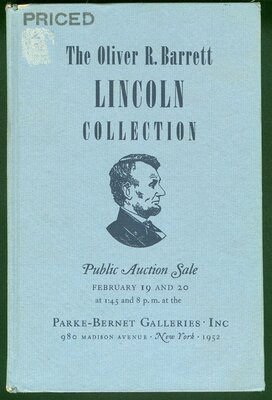 PRICED
The Oliver R. Barrett
LINCOLN
COLLECTION
Public Auction Sale
FEBRUARY 19 AND 20
at 1:45 and 8 p. m. at the
PARKE-BERNET GALLERIES · INC
980 MADISON AVENUE · New York · 1952